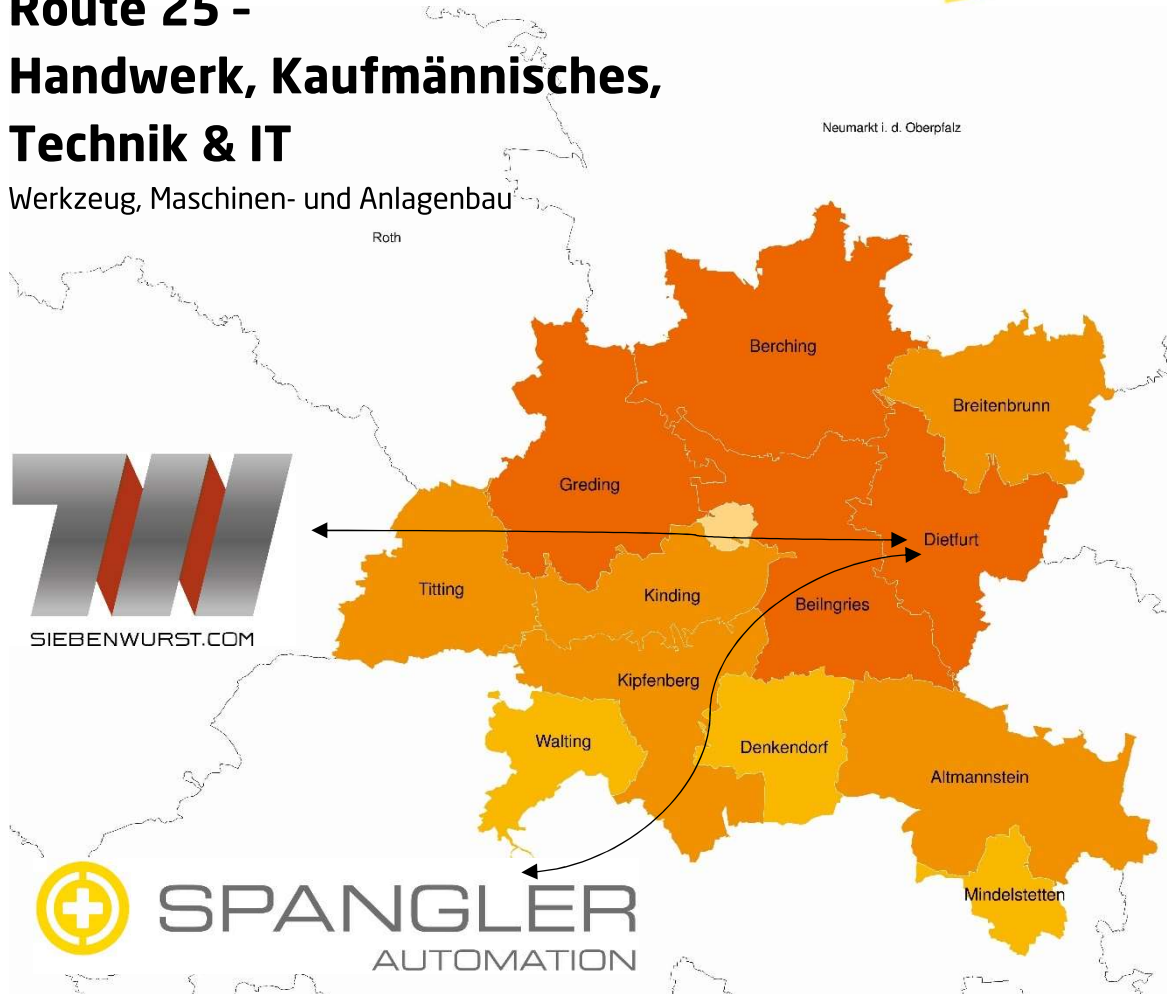 Route 25 –
Handwerk, Kaufmännisches,
Technik & IT
Werkzeug, Maschinen- und Anlagenbau
Neumarkt i. d. Oberpfalz
Roth
Berching
Breitenbrunn
Greding
Dietfurt
Titting
Kinding
Beilngries
SIEBENWURST.COM
Kipfenberg
Walting
Denkendorf
Altmannstein
Mindelstetten
SPANGLER
AUTOMATION